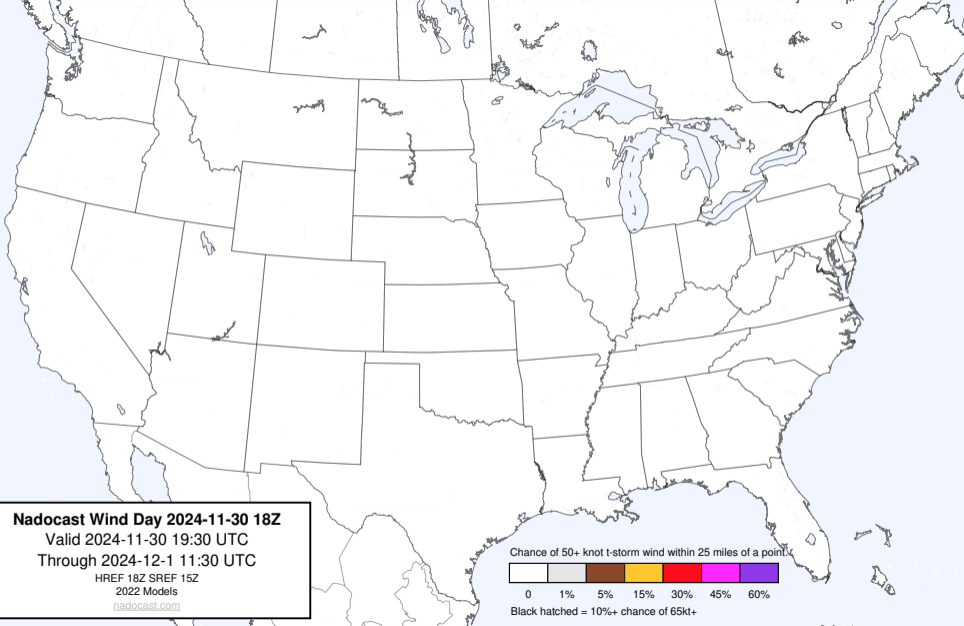 Nadocast Wind Day 2024-11-30 18Z
Valid 2024-11-30 19:30 UTC
Through 2024-12-1 11:30 UTC
HREF 18Z SREF 15Z
2022 Models
nadocast.com
Chance of 50+ knot t-storm wind within 25 miles of a point.
0 1% 5% 15% 30% 45% 60%
Black hatched = 10%+ chance of 65kt+